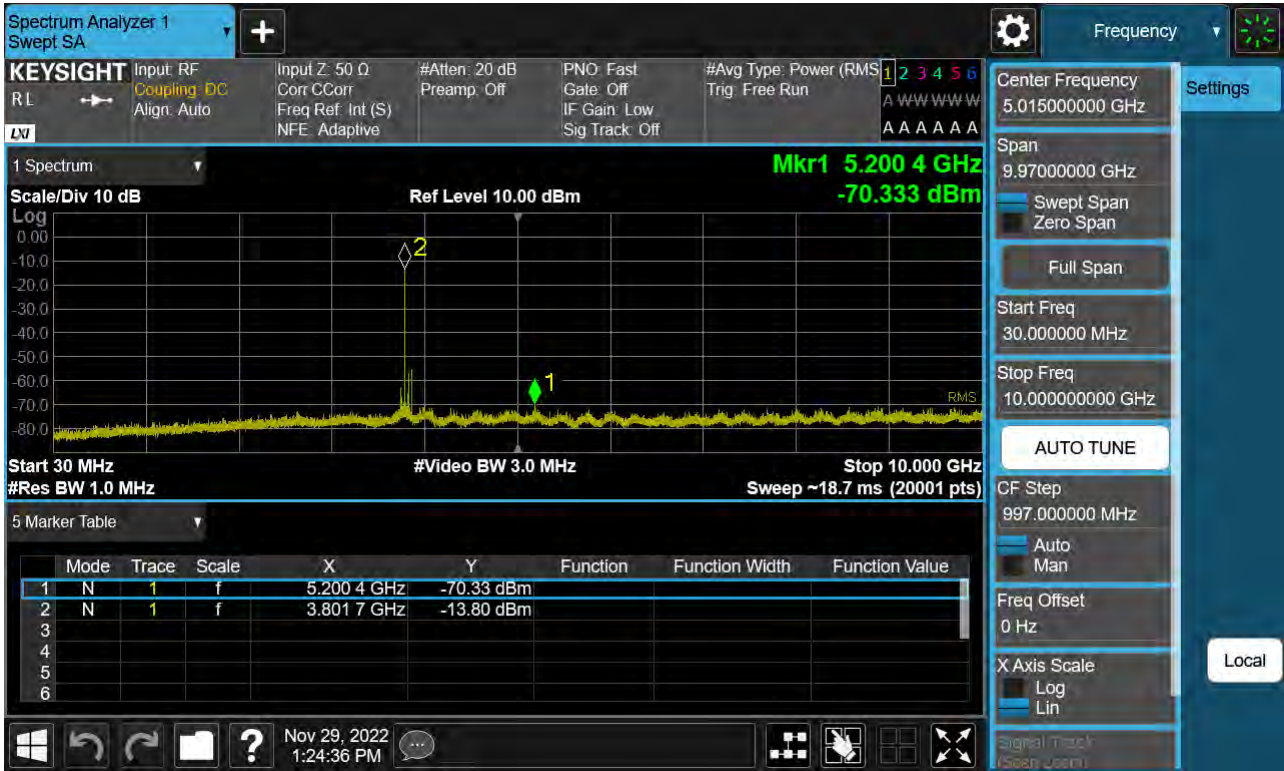 Spectrum Analyzer 1
Swept SA
Frequency
KEYSIGHT
RL
LXI
Input: RF
Coupling: DC
Align: Auto
Input Z: 50 Ω
Corr CCorr
Freq Ref: Int (S)
NFE: Adaptive
#Atten: 20 dB
Preamp: Off
PNO: Fast
Gate: Off
IF Gain: Low
Sig Track: Off
#Avg Type: Power (RMS
Trig: Free Run
1 2 3 4 5 6
A W W W W W
A A A A A A
1 Spectrum
Scale/Div 10 dB
Ref Level 10.00 dBm
Mkr1 5.200 4 GHz
-70.333 dBm
Log
0.00
-10.0
-20.0
-30.0
-40.0
-50.0
-60.0
-70.0
-80.0
2
1
RMS
Start 30 MHz
#Video BW 3.0 MHz
Stop 10.000 GHz
#Res BW 1.0 MHz
Sweep ~18.7 ms (20001 pts)
5 Marker Table
Mode Trace Scale X Y Function Function Width Function Value
1 N 1 f 5.200 4 GHz -70.33 dBm
2 N 1 f 3.801 7 GHz -13.80 dBm
3
4
5
6
Nov 29, 2022
1:24:36 PM
Center Frequency
5.015000000 GHz
Settings
Span
9.97000000 GHz
Swept Span
Zero Span
Full Span
Start Freq
30.000000 MHz
Stop Freq
10.000000000 GHz
AUTO TUNE
CF Step
997.000000 MHz
Auto
Man
Freq Offset
0 Hz
X Axis Scale
Log
Lin
Local
Signal Track
(Span Zoom)